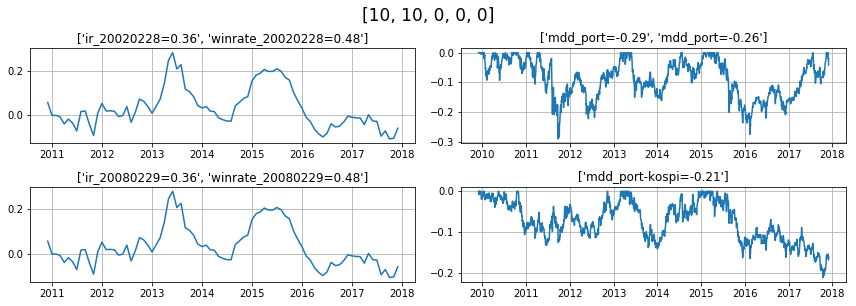 [10, 10, 0, 0, 0]
['ir_20020228=0.36', 'winrate_20020228=0.48']
0.2
0.0
2011 2012 2013 2014 2015 2016 2017 2018
['mdd_port=-0.29', 'mdd_port=-0.26']
0.0
−0.1
−0.2
−0.3
2010 2011 2012 2013 2014 2015 2016 2017 2018
['ir_20080229=0.36', 'winrate_20080229=0.48']
0.2
0.0
2011 2012 2013 2014 2015 2016 2017 2018
['mdd_port-kospi=-0.21']
0.0
−0.1
−0.2
2010 2011 2012 2013 2014 2015 2016 2017 2018